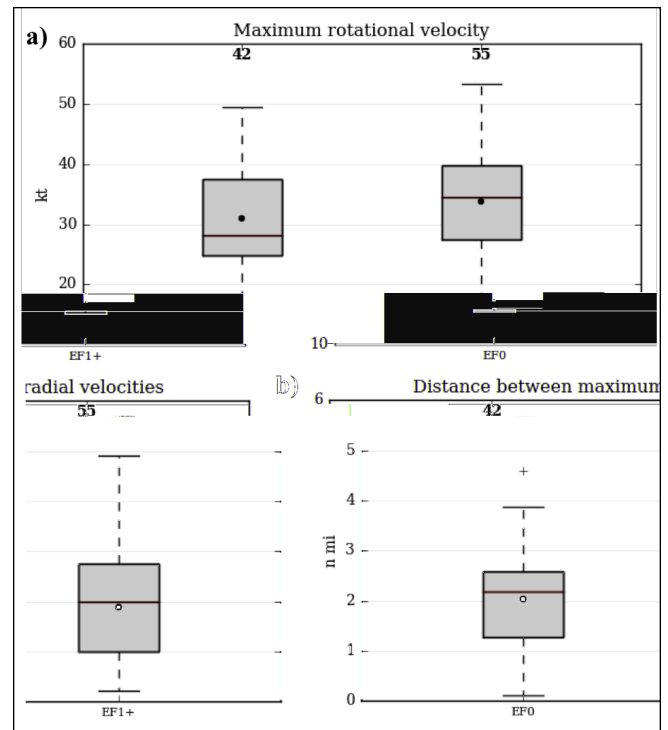 a) Maximum rotational velocity
60
42
55
50
40
kt
30
20
10
EF1+
EF0
radial velocities
b)
Distance between maximum
6
55
42
5
4
3
n mi
2
1
0
EF1+
EF0